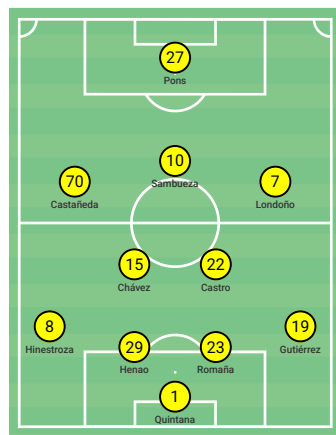 27
Pons
10
Sambueza
70
Castañeda
7
Londoño
15
Chávez
22
Castro
8
Hinestroza
19
Gutiérrez
29
Henao
23
Romaña
1
Quintana